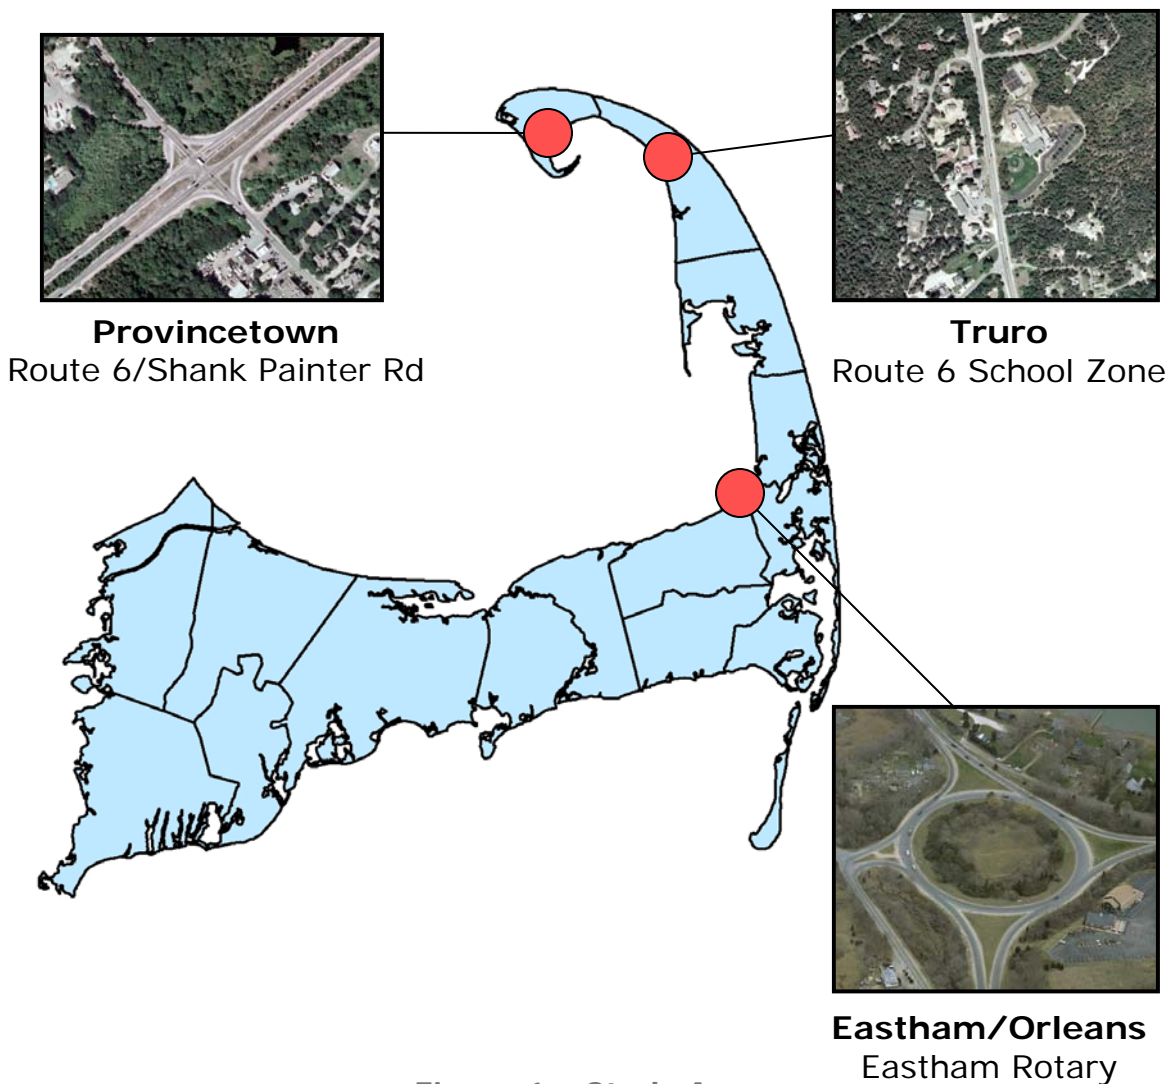 Provincetown
Route 6/Shank Painter Rd
Truro
Route 6 School Zone
Eastham/Orleans
Eastham Rotary